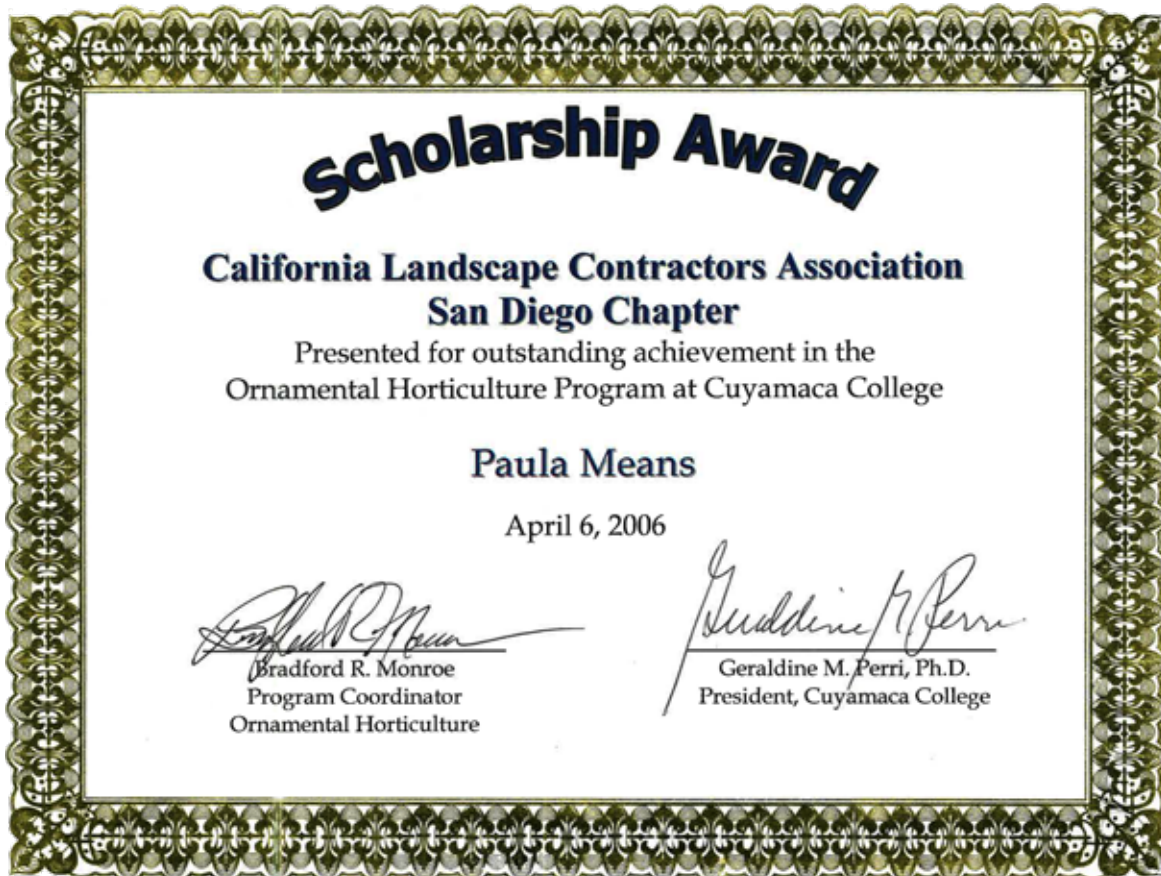 Scholarship Award
California Landscape Contractors Association
San Diego Chapter
Presented for outstanding achievement in the
Ornamental Horticulture Program at Cuyamaca College
Paula Means
April 6, 2006
Bradford R. Monroe
Program Coordinator
Ornamental Horticulture
Geraldine M. Perri
Geraldine M. Perri, Ph.D.
President, Cuyamaca College